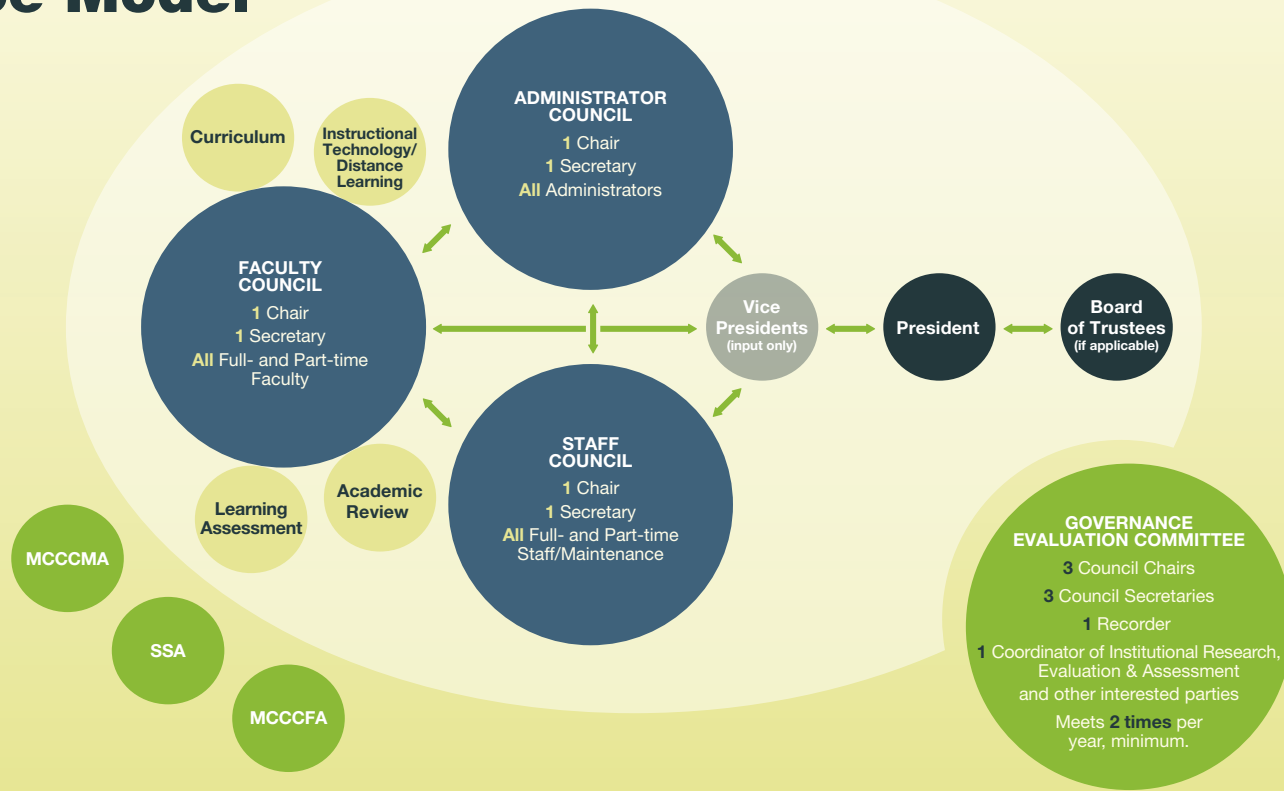 Model
ADMINISTRATOR
COUNCIL
1 Chair
1 Secretary
All Administrators
Curriculum
Instructional
Technology/
Distance
Learning
FACULTY
COUNCIL
1 Chair
1 Secretary
All Full- and Part-time
Faculty
Vice
Presidents
(input only)
President
Board
of Trustees
(if applicable)
Learning
Assessment
Academic
Review
STAFF
COUNCIL
1 Chair
1 Secretary
All Full- and Part-time
Staff/Maintenance
MCCCMA
SSA
MCCCFA
GOVERNANCE
EVALUATION COMMITTEE
3 Council Chairs
3 Council Secretaries
1 Recorder
1 Coordinator of Institutional Research,
Evaluation & Assessment
and other interested parties
Meets 2 times per
year, minimum.